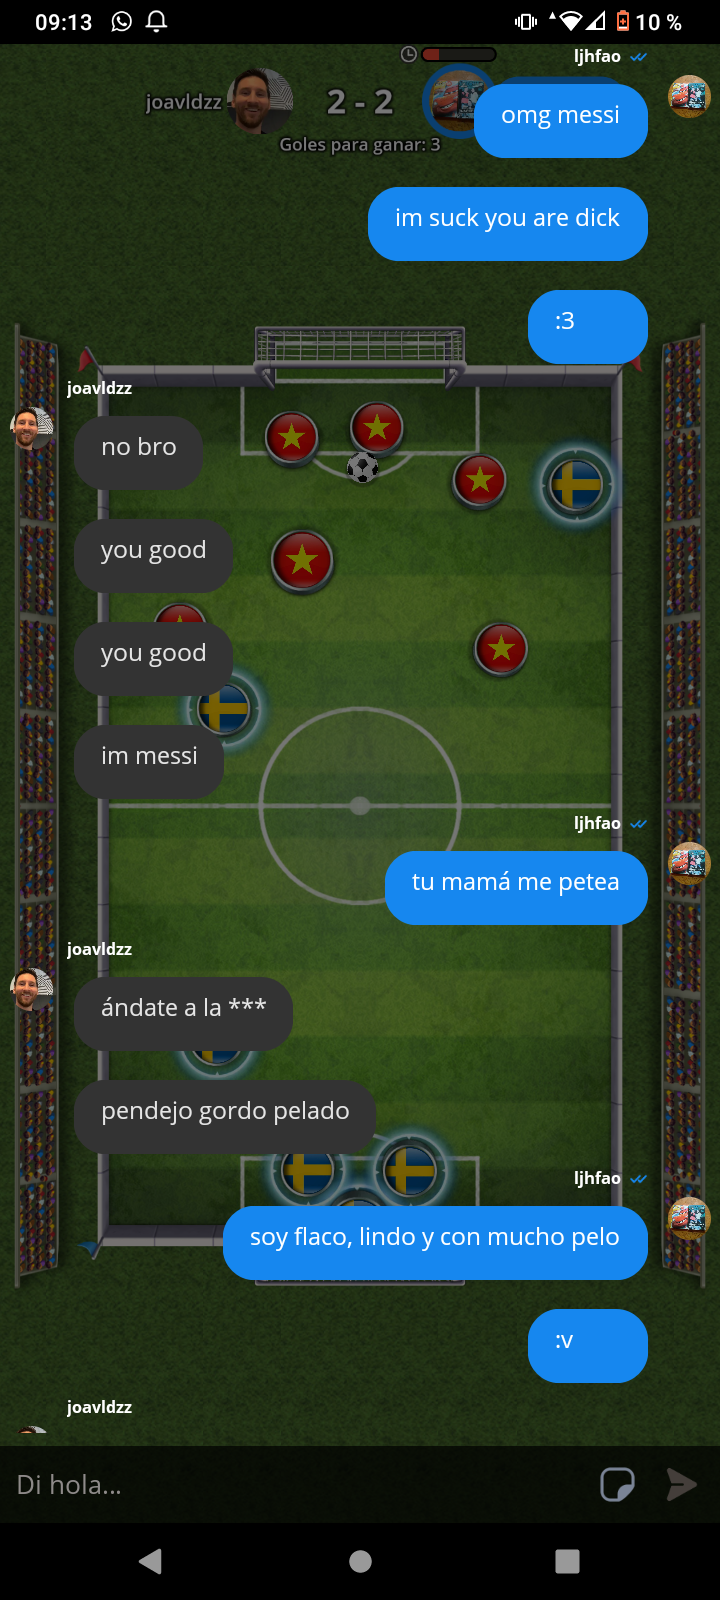 09:13
10 %
ljhfao
joavldzz
2 - 2
Goles para ganar: 3
omg messi
im suck you are dick
:3
joavldzz
no bro
you good
you good
im messi
ljhfao
tu mamá me petea
joavldzz
ándate a la ***
pendejo gordo pelado
ljhfao
soy flaco, lindo y con mucho pelo
:v
joavldzz
Di hola...